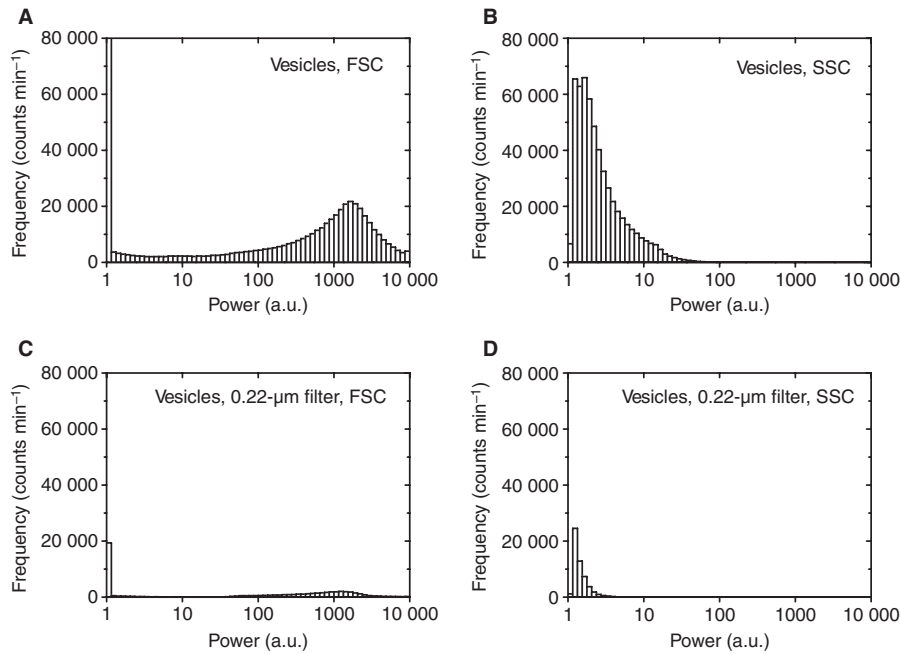 A
80 000
60 000
40 000
20 000
0
Frequency (counts min⁻¹)
Vesicles, FSC
1 10 100 1000 10 000
Power (a.u.)
B
80 000
60 000
40 000
20 000
0
Frequency (counts min⁻¹)
Vesicles, SSC
1 10 100 1000 10 000
Power (a.u.)
C
80 000
60 000
40 000
20 000
0
Frequency (counts min⁻¹)
Vesicles, 0.22-µm filter, FSC
1 10 100 1000 10 000
Power (a.u.)
D
80 000
60 000
40 000
20 000
0
Frequency (counts min⁻¹)
Vesicles, 0.22-µm filter, SSC
1 10 100 1000 10 000
Power (a.u.)